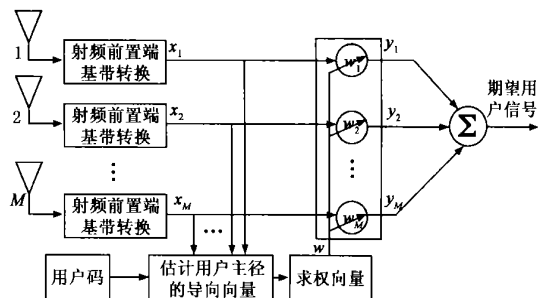 1
射频前置端
基带转换
x₁
w₁
y₁
2
射频前置端
基带转换
x₂
w₂
y₂
Σ
期望用
户信号
⋮
⋮
M
射频前置端
基带转换
x_M
w_M
y_M
...
w
用户码
估计用户主径
的导向向量
求权向量